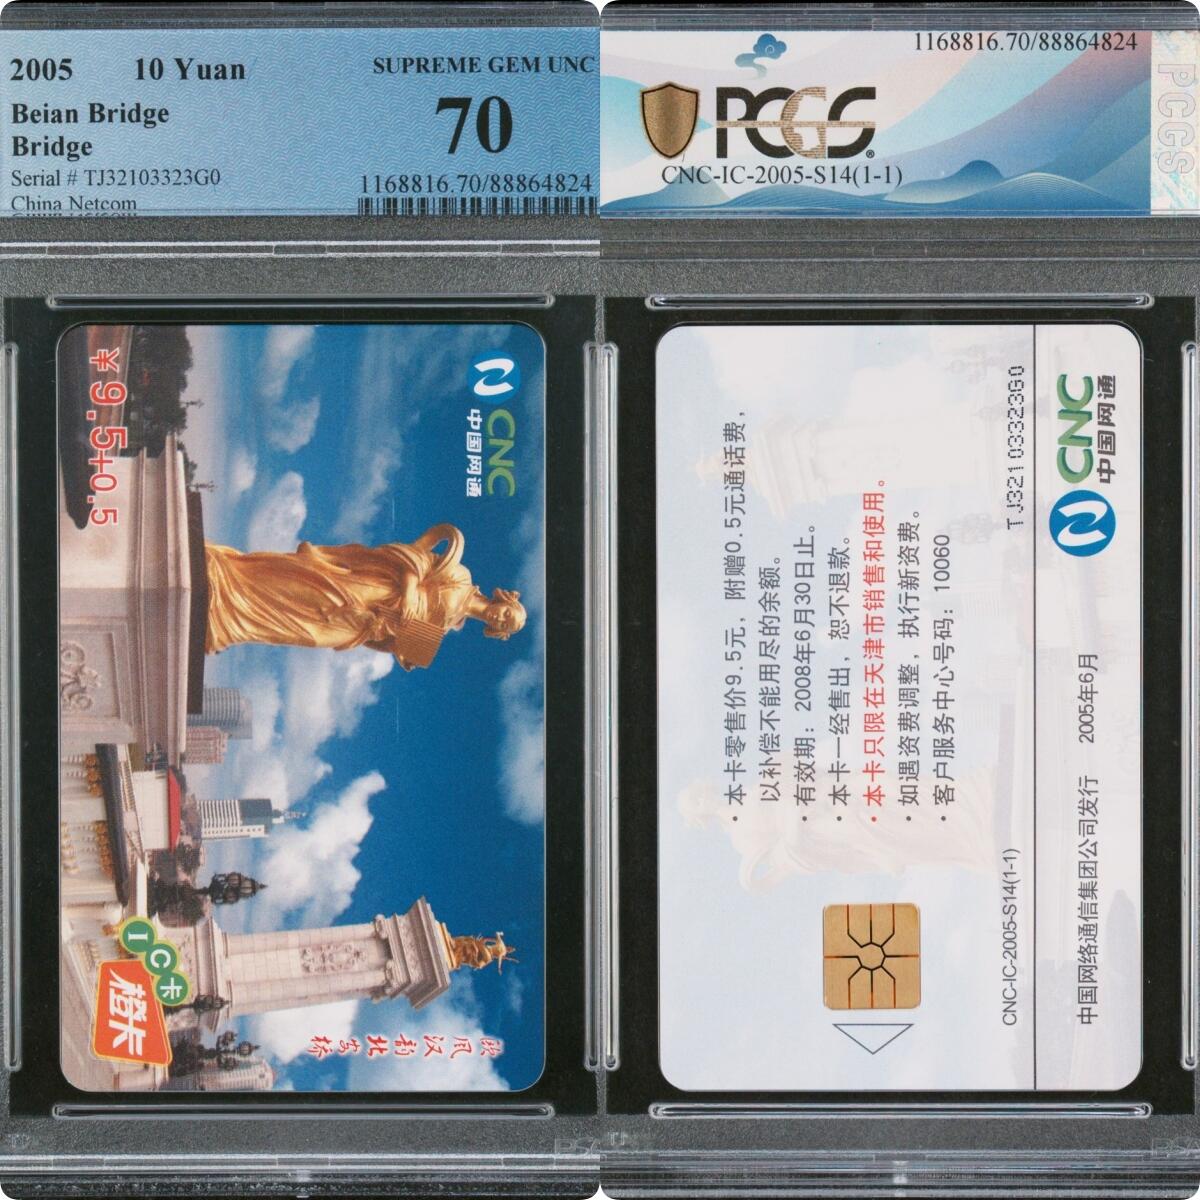 2005 10 Yuan SUPREME GEM UNC
Beian Bridge 70
Bridge
Serial # TJ32103323G0
1168816.70/88864824
China Netcom
1168816.70/88864824
PCGS
CNC-IC-2005-S14(1-1)
PCGS
¥9.5+0.5
CNC
中国网通
IC卡
橙卡
欧风汉韵北安桥
·本卡零售价9.5元，附赠0.5元通话费，
以补偿不能用尽的余额。
·有效期：2008年6月30日止。
·本卡一经售出，恕不退款。
·本卡只限在天津市销售和使用。
·如遇资费调整，执行新资费。
·客户服务中心号码：10060
CNC-IC-2005-S14(1-1)
TJ32103323G0
中国网络通信集团公司发行 2005年6月
CNC
中国网通